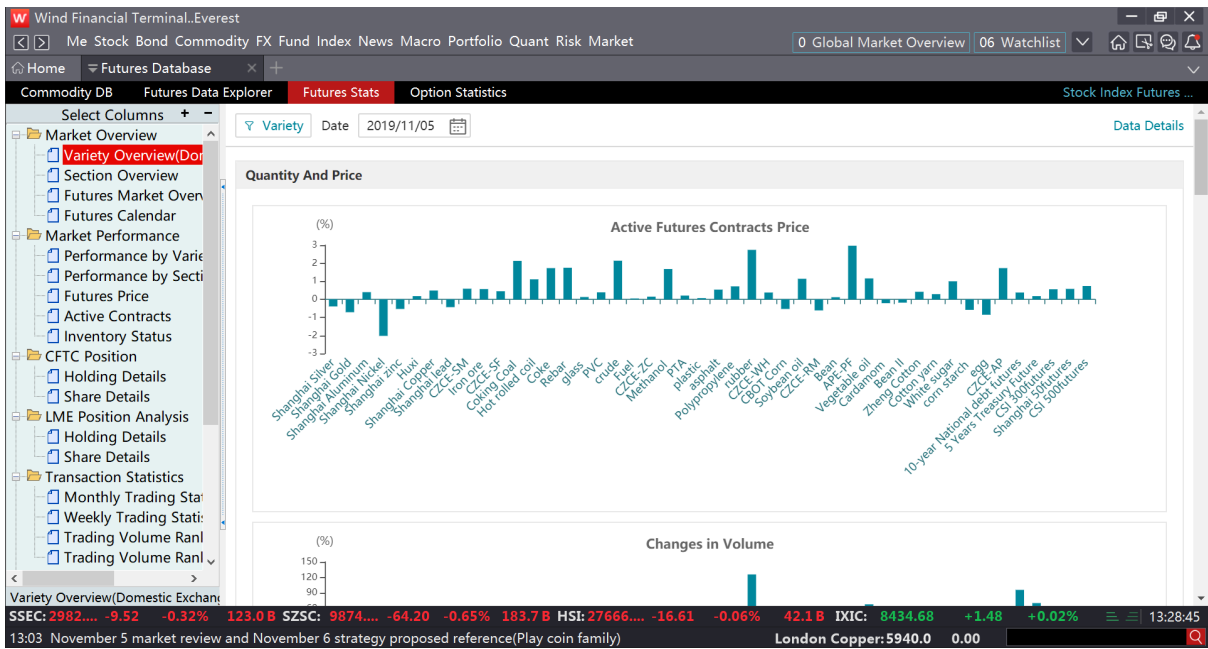 W Wind Financial Terminal..Everest
Me Stock Bond Commodity FX Fund Index News Macro Portfolio Quant Risk Market 0 Global Market Overview 06 Watchlist
Home Futures Database
Commodity DB Futures Data Explorer Futures Stats Option Statistics Stock Index Futures ...
Select Columns + -
Market Overview
Variety Overview(Dor
Section Overview
Futures Market Overv
Futures Calendar
Market Performance
Performance by Varie
Performance by Secti
Futures Price
Active Contracts
Inventory Status
CFTC Position
Holding Details
Share Details
LME Position Analysis
Holding Details
Share Details
Transaction Statistics
Monthly Trading Stat
Weekly Trading Statis
Trading Volume Rank
Trading Volume Rank
Variety Overview(Domestic Exchang
Variety Date 2019/11/05 Data Details
Quantity And Price
(%)
Active Futures Contracts Price
3
2
1
0
-1
-2
-3
Shanghai Silver
Shanghai Gold
Shanghai Aluminum
Shanghai Nickel
Shanghai zinc
Huxi
Shanghai Copper
Shanghai lead
CZCE-SM
Iron ore
CZCE-SF
Coking Coal
Hot rolled coil
Coke
Rebar
glass
PVC
crude
Fuel
CZCE-ZC
Methanol
PTA
plastic
asphalt
Polypropylene
rubber
CZCE-WH
CBOT Corn
Soybean oil
CZCE-RM
Bean
APE-PF
Vegetable oil
Cardamom
Bean II
Zheng Cotton
Cotton yarn
White sugar
corn starch
egg
CZCE-AP
10-year National debt futures
5 Years Treasury Future
CSI 300futures
Shanghai 50futures
CSI 500futures
(%)
Changes in Volume
150
120
90
SSEC: 2982.... -9.52 -0.32% 123.0 B SZSC: 9874.... -64.20 -0.65% 183.7 B HSI: 27666.... -16.61 -0.06% 42.1 B IXIC: 8434.68 +1.48 +0.02% 13:28:45
13:03 November 5 market review and November 6 strategy proposed reference(Play coin family) London Copper:5940.0 0.00